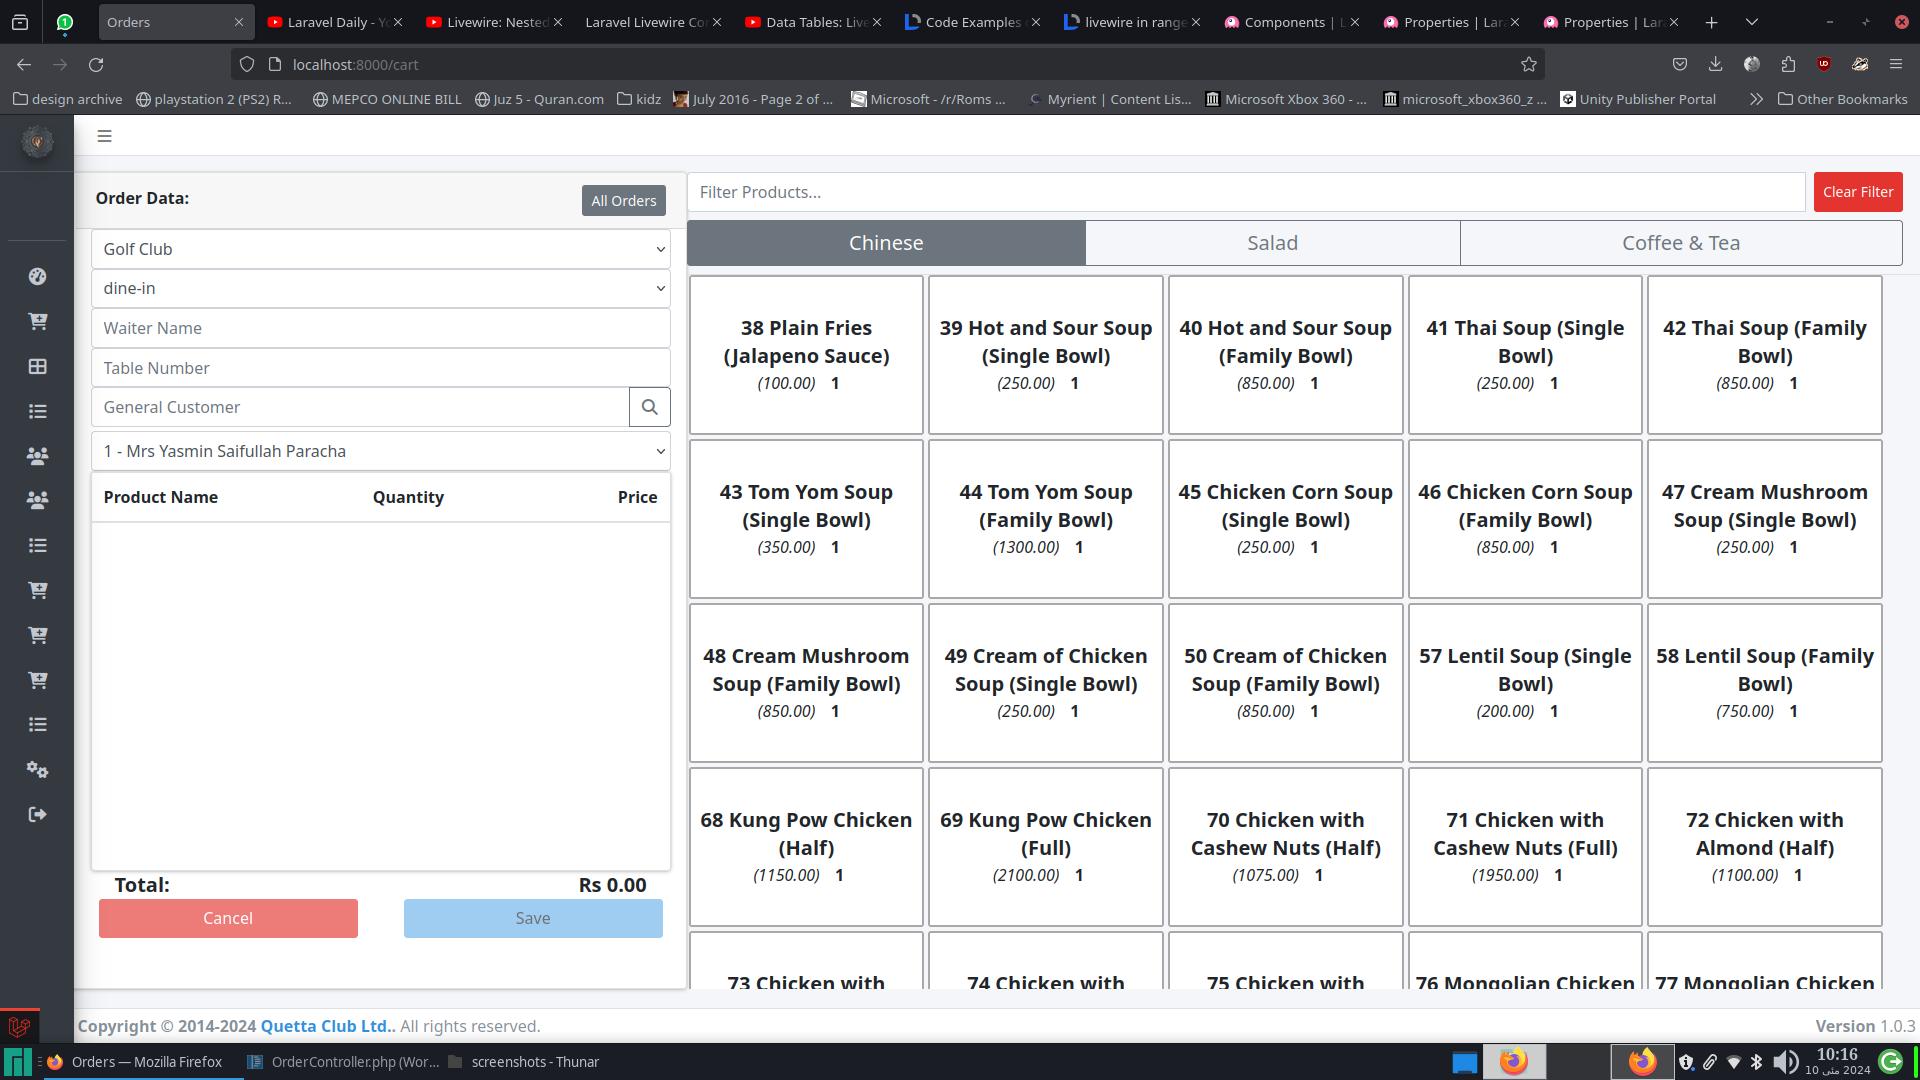 Orders
Laravel Daily - Yo
Livewire: Nested
Laravel Livewire Cor
Data Tables: Live
Code Examples
livewire in range
Components | L
Properties | Lar
Properties | Lar
localhost:8000/cart
design archive
playstation 2 (PS2) R...
MEPCO ONLINE BILL
Juz 5 - Quran.com
kidz
July 2016 - Page 2 of ...
Microsoft - /r/Roms ...
Myrient | Content Lis...
Microsoft Xbox 360 - ...
microsoft_xbox360_z ...
Unity Publisher Portal
Other Bookmarks
Order Data:
All Orders
Golf Club
dine-in
Waiter Name
Table Number
General Customer
1 - Mrs Yasmin Saifullah Paracha
Product Name Quantity Price
Total: Rs 0.00
Cancel
Save
Filter Products...
Clear Filter
Chinese
Salad
Coffee & Tea
38 Plain Fries
(Jalapeno Sauce)
(100.00) 1
39 Hot and Sour Soup
(Single Bowl)
(250.00) 1
40 Hot and Sour Soup
(Family Bowl)
(850.00) 1
41 Thai Soup (Single
Bowl)
(250.00) 1
42 Thai Soup (Family
Bowl)
(850.00) 1
43 Tom Yom Soup
(Single Bowl)
(350.00) 1
44 Tom Yom Soup
(Family Bowl)
(1300.00) 1
45 Chicken Corn Soup
(Single Bowl)
(250.00) 1
46 Chicken Corn Soup
(Family Bowl)
(850.00) 1
47 Cream Mushroom
Soup (Single Bowl)
(250.00) 1
48 Cream Mushroom
Soup (Family Bowl)
(850.00) 1
49 Cream of Chicken
Soup (Single Bowl)
(250.00) 1
50 Cream of Chicken
Soup (Family Bowl)
(850.00) 1
57 Lentil Soup (Single
Bowl)
(200.00) 1
58 Lentil Soup (Family
Bowl)
(750.00) 1
68 Kung Pow Chicken
(Half)
(1150.00) 1
69 Kung Pow Chicken
(Full)
(2100.00) 1
70 Chicken with
Cashew Nuts (Half)
(1075.00) 1
71 Chicken with
Cashew Nuts (Full)
(1950.00) 1
72 Chicken with
Almond (Half)
(1100.00) 1
73 Chicken with
74 Chicken with
75 Chicken with
76 Mongolian Chicken
77 Mongolian Chicken
Copyright © 2014-2024 Quetta Club Ltd.. All rights reserved.
Version 1.0.3
Orders — Mozilla Firefox
OrderController.php (Wor...
screenshots - Thunar
10:16
10 مئی 2024